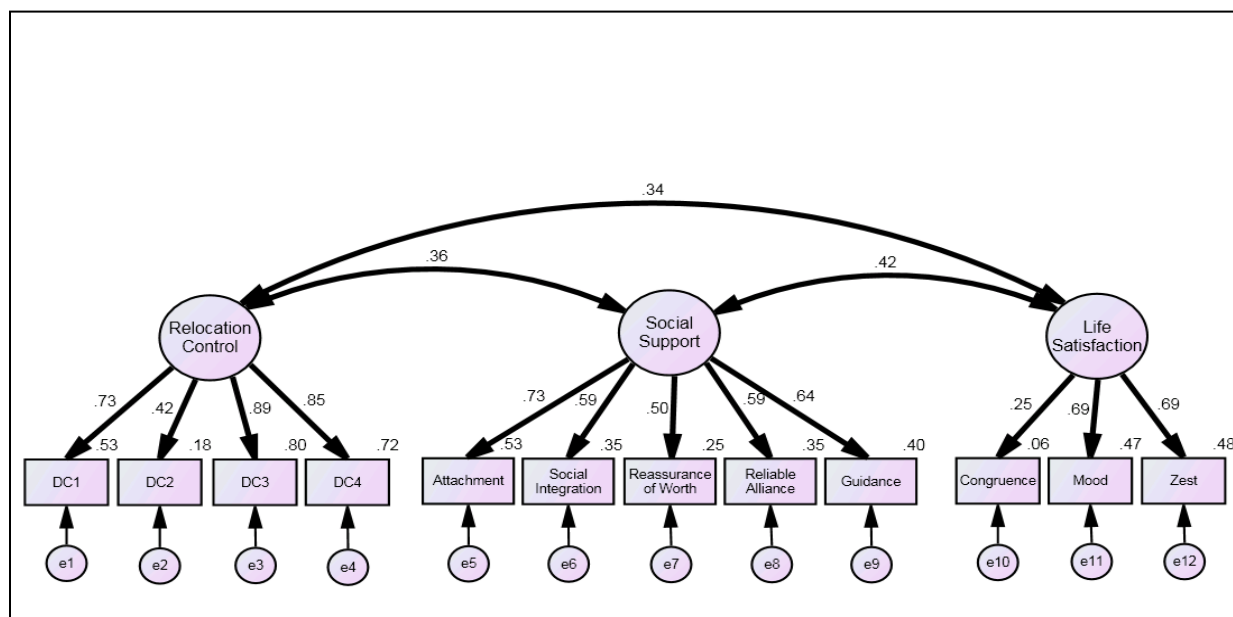 .34
.36
.42
Relocation
Control
Social
Support
Life
Satisfaction
.73
.42
.89
.85
.73
.59
.50
.59
.64
.25
.69
.69
.53
.18
.80
.72
.53
.35
.25
.35
.40
.06
.47
.48
DC1
DC2
DC3
DC4
Attachment
Social
Integration
Reassurance
of Worth
Reliable
Alliance
Guidance
Congruence
Mood
Zest
e1
e2
e3
e4
e5
e6
e7
e8
e9
e10
e11
e12